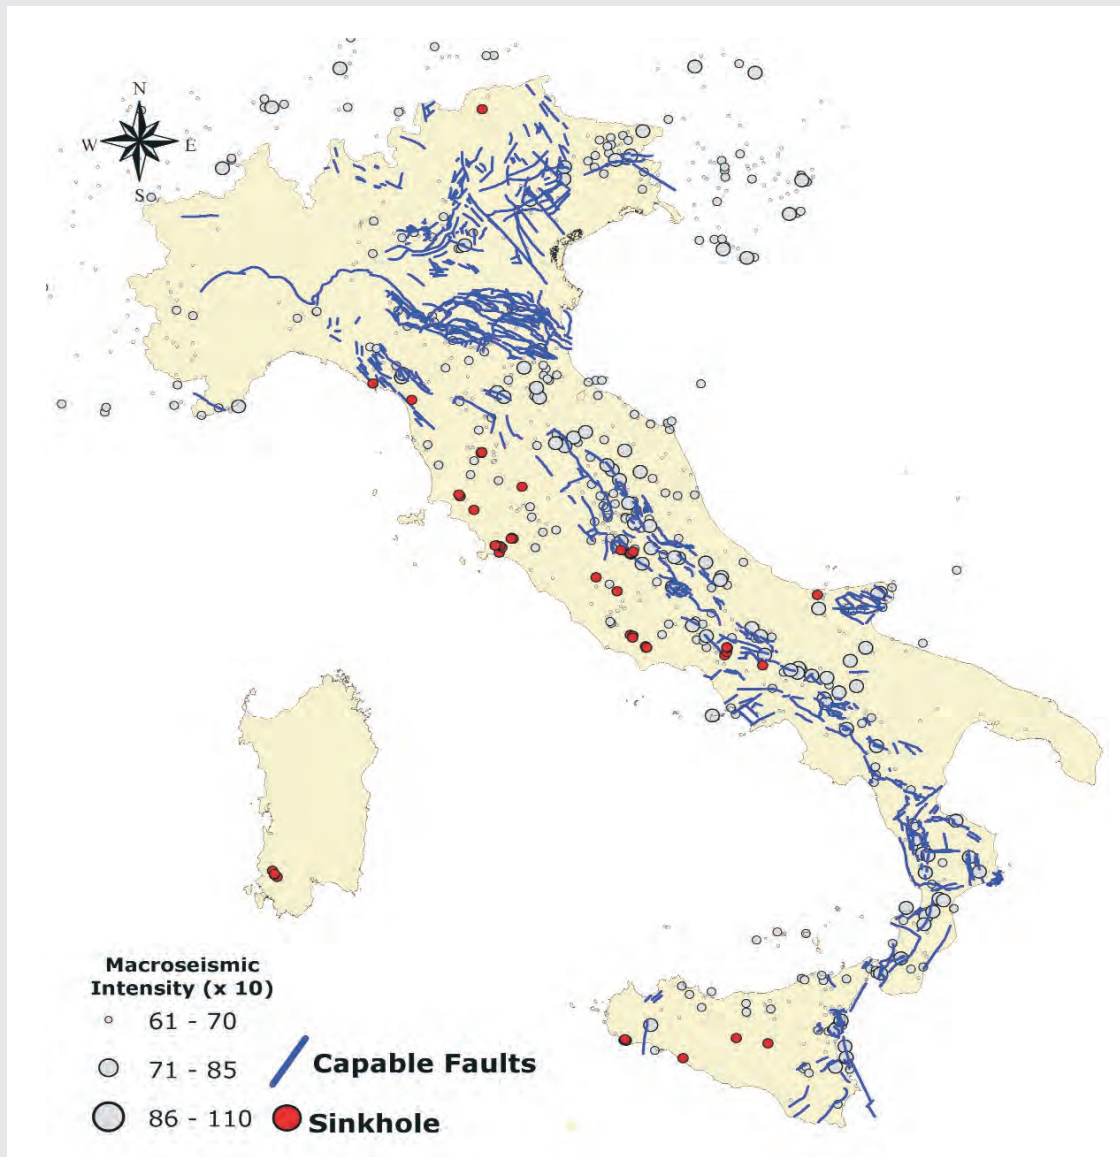 N
W E
S
Macroseismic
Intensity (x 10)
61 - 70
71 - 85
86 - 110
Capable Faults
Sinkhole